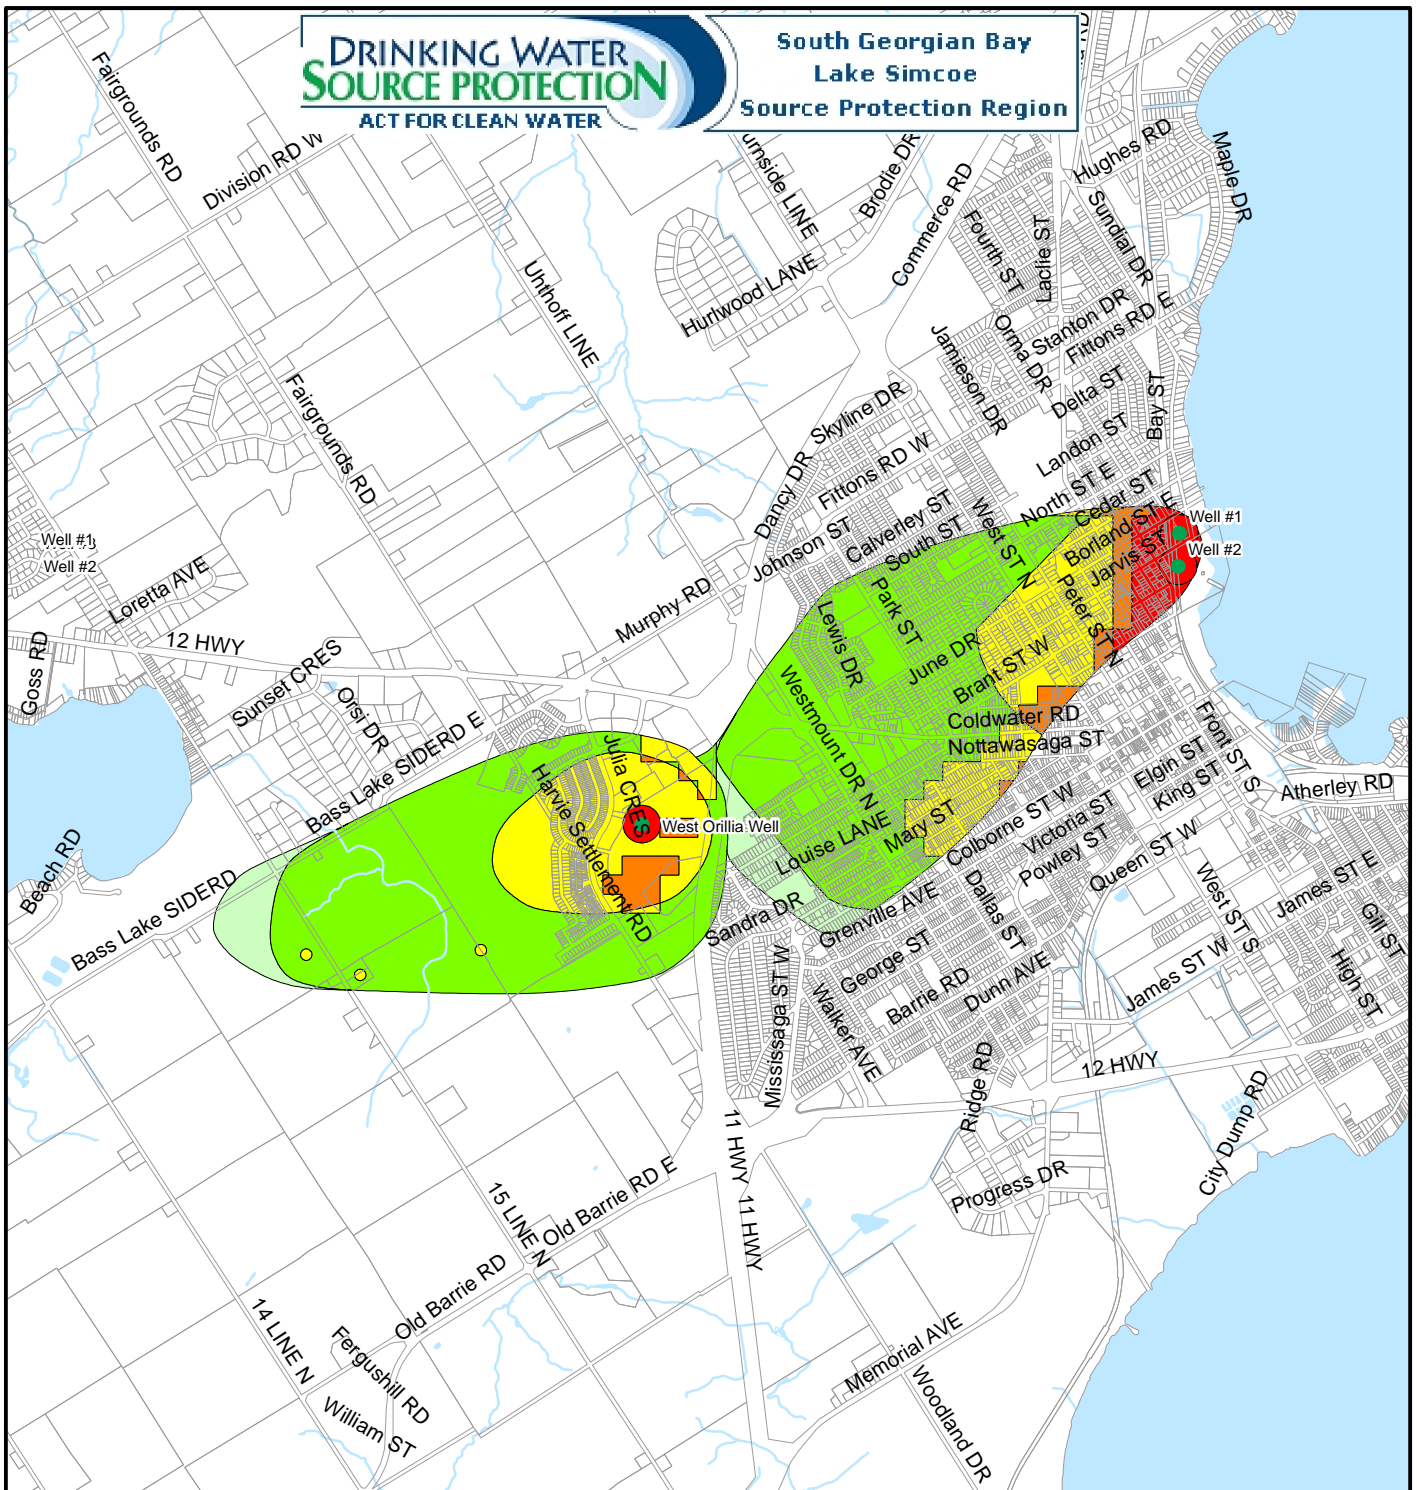 DRINKING WATER
SOURCE PROTECTION
ACT FOR CLEAN WATER
South Georgian Bay
Lake Simcoe
Source Protection Region
Fairgrounds RD
Division RD W
urnside LINE
Brodie DR
Commerce RD
Hughes RD
Maple DR
Sundial DR
Fourth ST
Laclie ST
Uhthoff LINE
Hurlwood LANE
Stanton DR
Fittons RD E
Orma DR
Jamieson DR
Delta ST
Bay ST
Fairgrounds RD
Skyline DR
Landon ST
Fittons RD W
Dancy DR
North ST E
Cedar ST
Borland ST E
Calverley ST
West ST N
Johnson ST
South ST
Jarvis ST
Well #1
Well #2
Well #1
Well #2
Loretta AVE
Murphy RD
Park ST
Peter ST N
Lewis DR
12 HWY
Goss RD
Sunset CRES
June DR
Brant ST W
Orsi DR
Westmount DR N
Coldwater RD
Nottawasaga ST
Front ST S
Bass Lake SIDERD E
Julia CRES
Harvie Settlement RD
West Orillia Well
Elgin ST
King ST
Atherley RD
Mary ST
Louise LANE
Colborne ST W
Victoria ST
Powley ST
Queen ST W
Beach RD
Bass Lake SIDERD
Sandra DR
Grenville AVE
Dallas ST
West ST S
James ST E
Gill ST
George ST
Barrie RD
Dunn AVE
James ST W
High ST
Mississaga ST W
Walker AVE
Ridge RD
12 HWY
City Dump RD
11 HWY
11 HWY
Progress DR
15 LINE N
Old Barrie RD E
Old Barrie RD
14 LINE N
Fergushill RD
William ST
Memorial AVE
Woodland DR